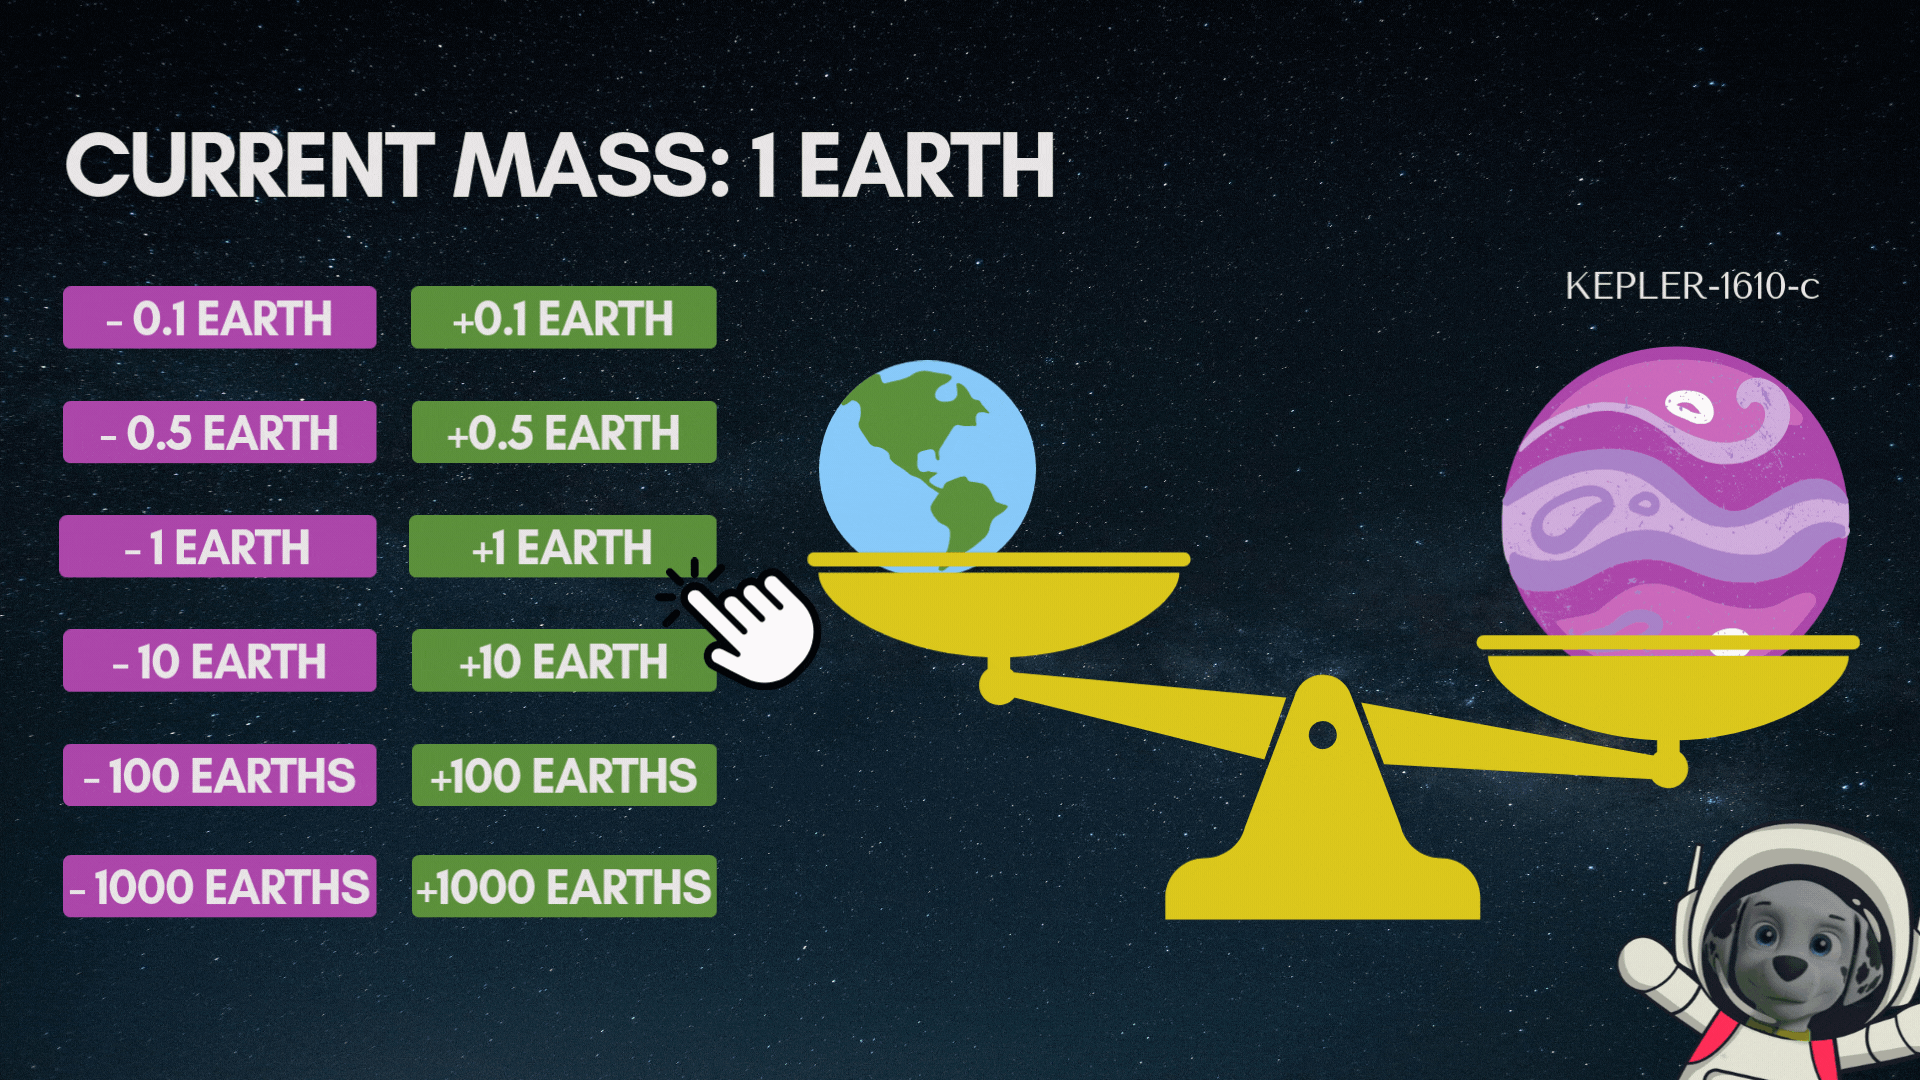 CURRENT MASS: 1 EARTH
KEPLER-1610-c
- 0.1 EARTH
+0.1 EARTH
- 0.5 EARTH
+0.5 EARTH
- 1 EARTH
+1 EARTH
- 10 EARTH
+10 EARTH
- 100 EARTHS
+100 EARTHS
- 1000 EARTHS
+1000 EARTHS